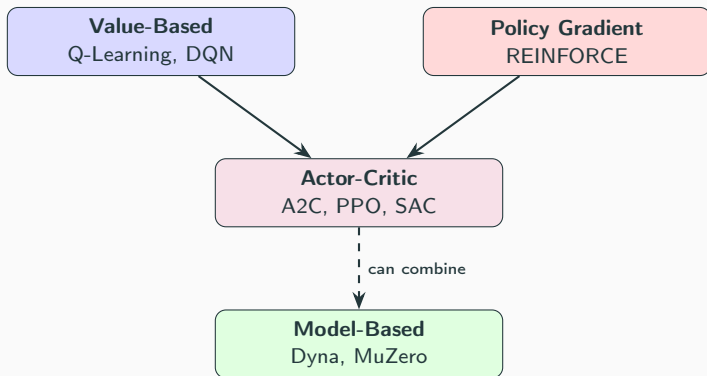 Value-Based
Q-Learning, DQN
Policy Gradient
REINFORCE
Actor-Critic
A2C, PPO, SAC
can combine
Model-Based
Dyna, MuZero